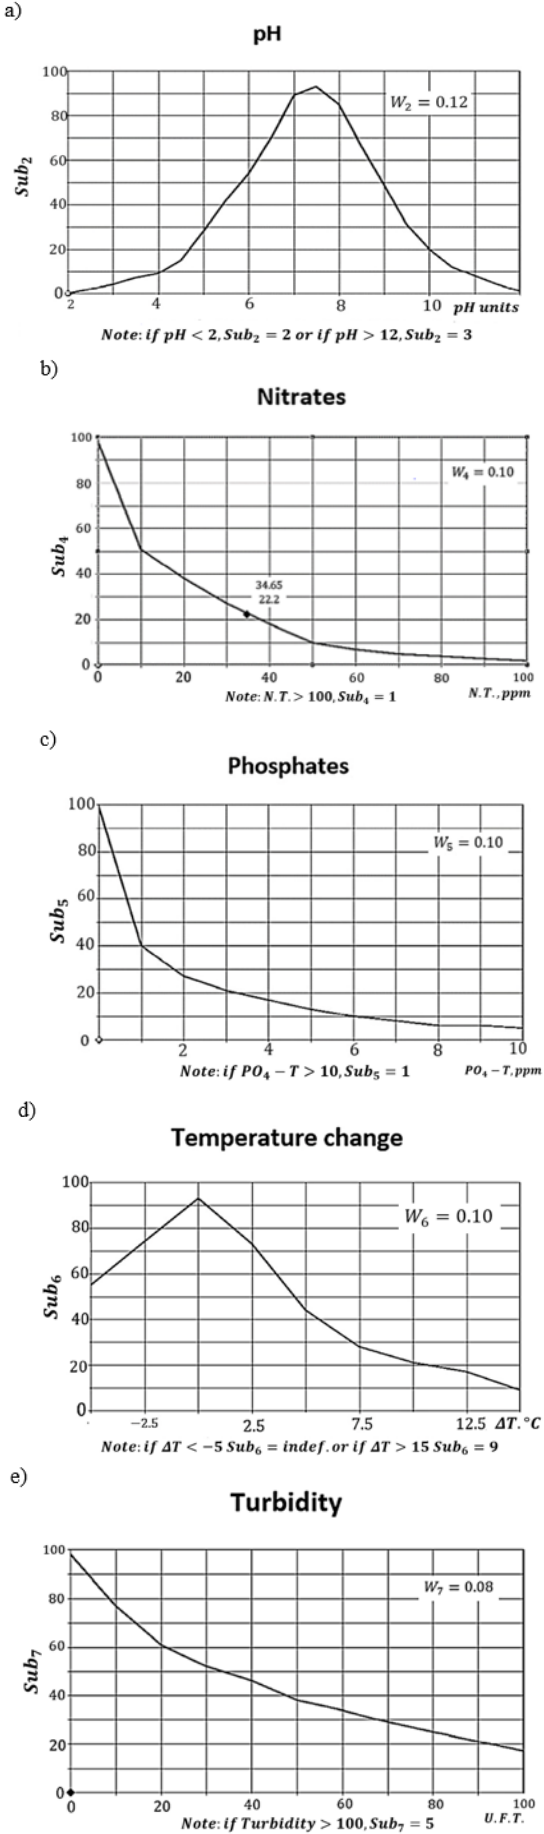 a)
pH
100
W₂ = 0.12
80
60
Sub₂
40
20
0
2 4 6 8 10 pH units
Note: if pH < 2, Sub₂ = 2 or if pH > 12, Sub₂ = 3
b)
Nitrates
100
W₄ = 0.10
80
60
Sub₄
40
34.65
22.2
20
0
0 20 40 60 80 100
Note: N.T. > 100, Sub₄ = 1
N.T., ppm
c)
Phosphates
100
W₅ = 0.10
80
60
Sub₅
40
20
0
2 4 6 8 10
Note: if PO₄ − T > 10, Sub₅ = 1
PO₄ − T, ppm
d)
Temperature change
100
W₆ = 0.10
80
60
Sub₆
40
20
0
−2.5 2.5 7.5 12.5 ΔT. °C
Note: if ΔT < −5 Sub₆ = indef. or if ΔT > 15 Sub₆ = 9
e)
Turbidity
100
W₇ = 0.08
80
60
Sub₇
40
20
0
0 20 40 60 80 100
Note: if Turbidity > 100, Sub₇ = 5
U.F.T.